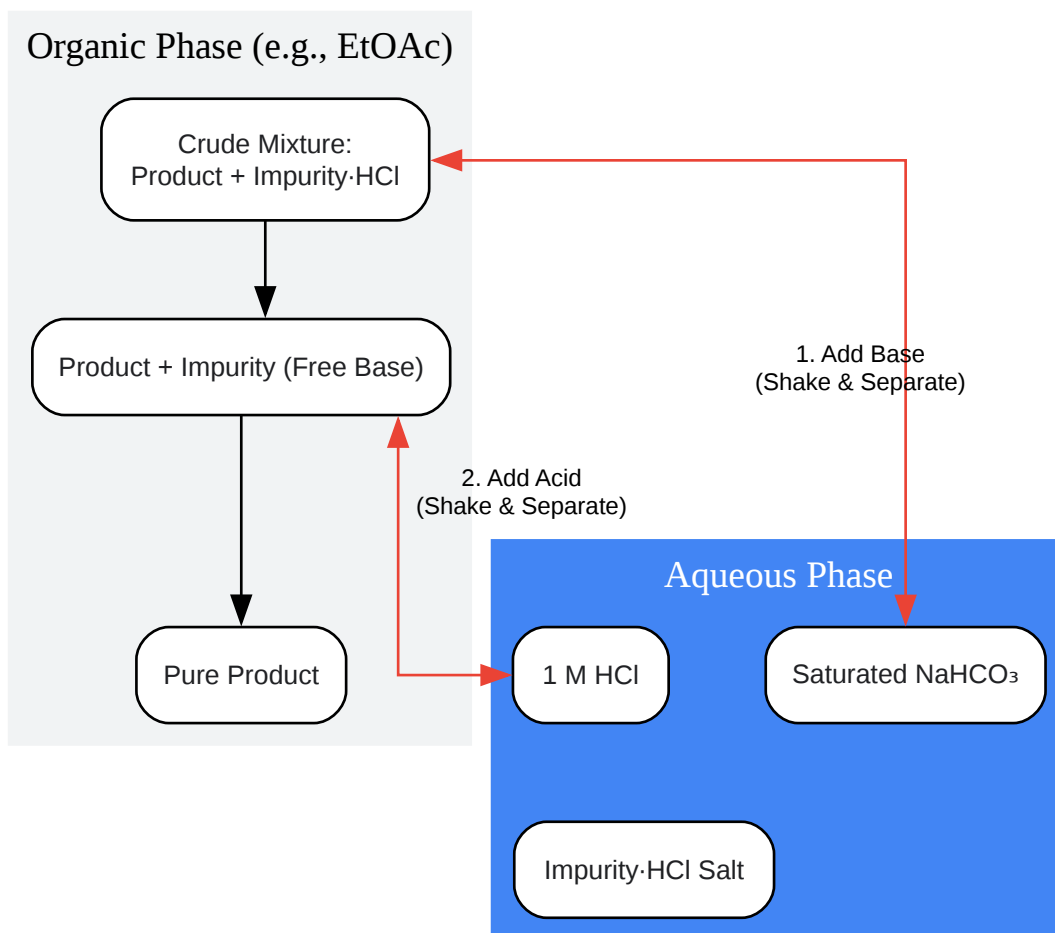 Organic Phase (e.g., EtOAc)
Crude Mixture:
Product + Impurity·HCl
Product + Impurity (Free Base)
1. Add Base
(Shake & Separate)
2. Add Acid
(Shake & Separate)
Aqueous Phase
Pure Product
1 M HCl
Saturated NaHCO₃
Impurity·HCl Salt